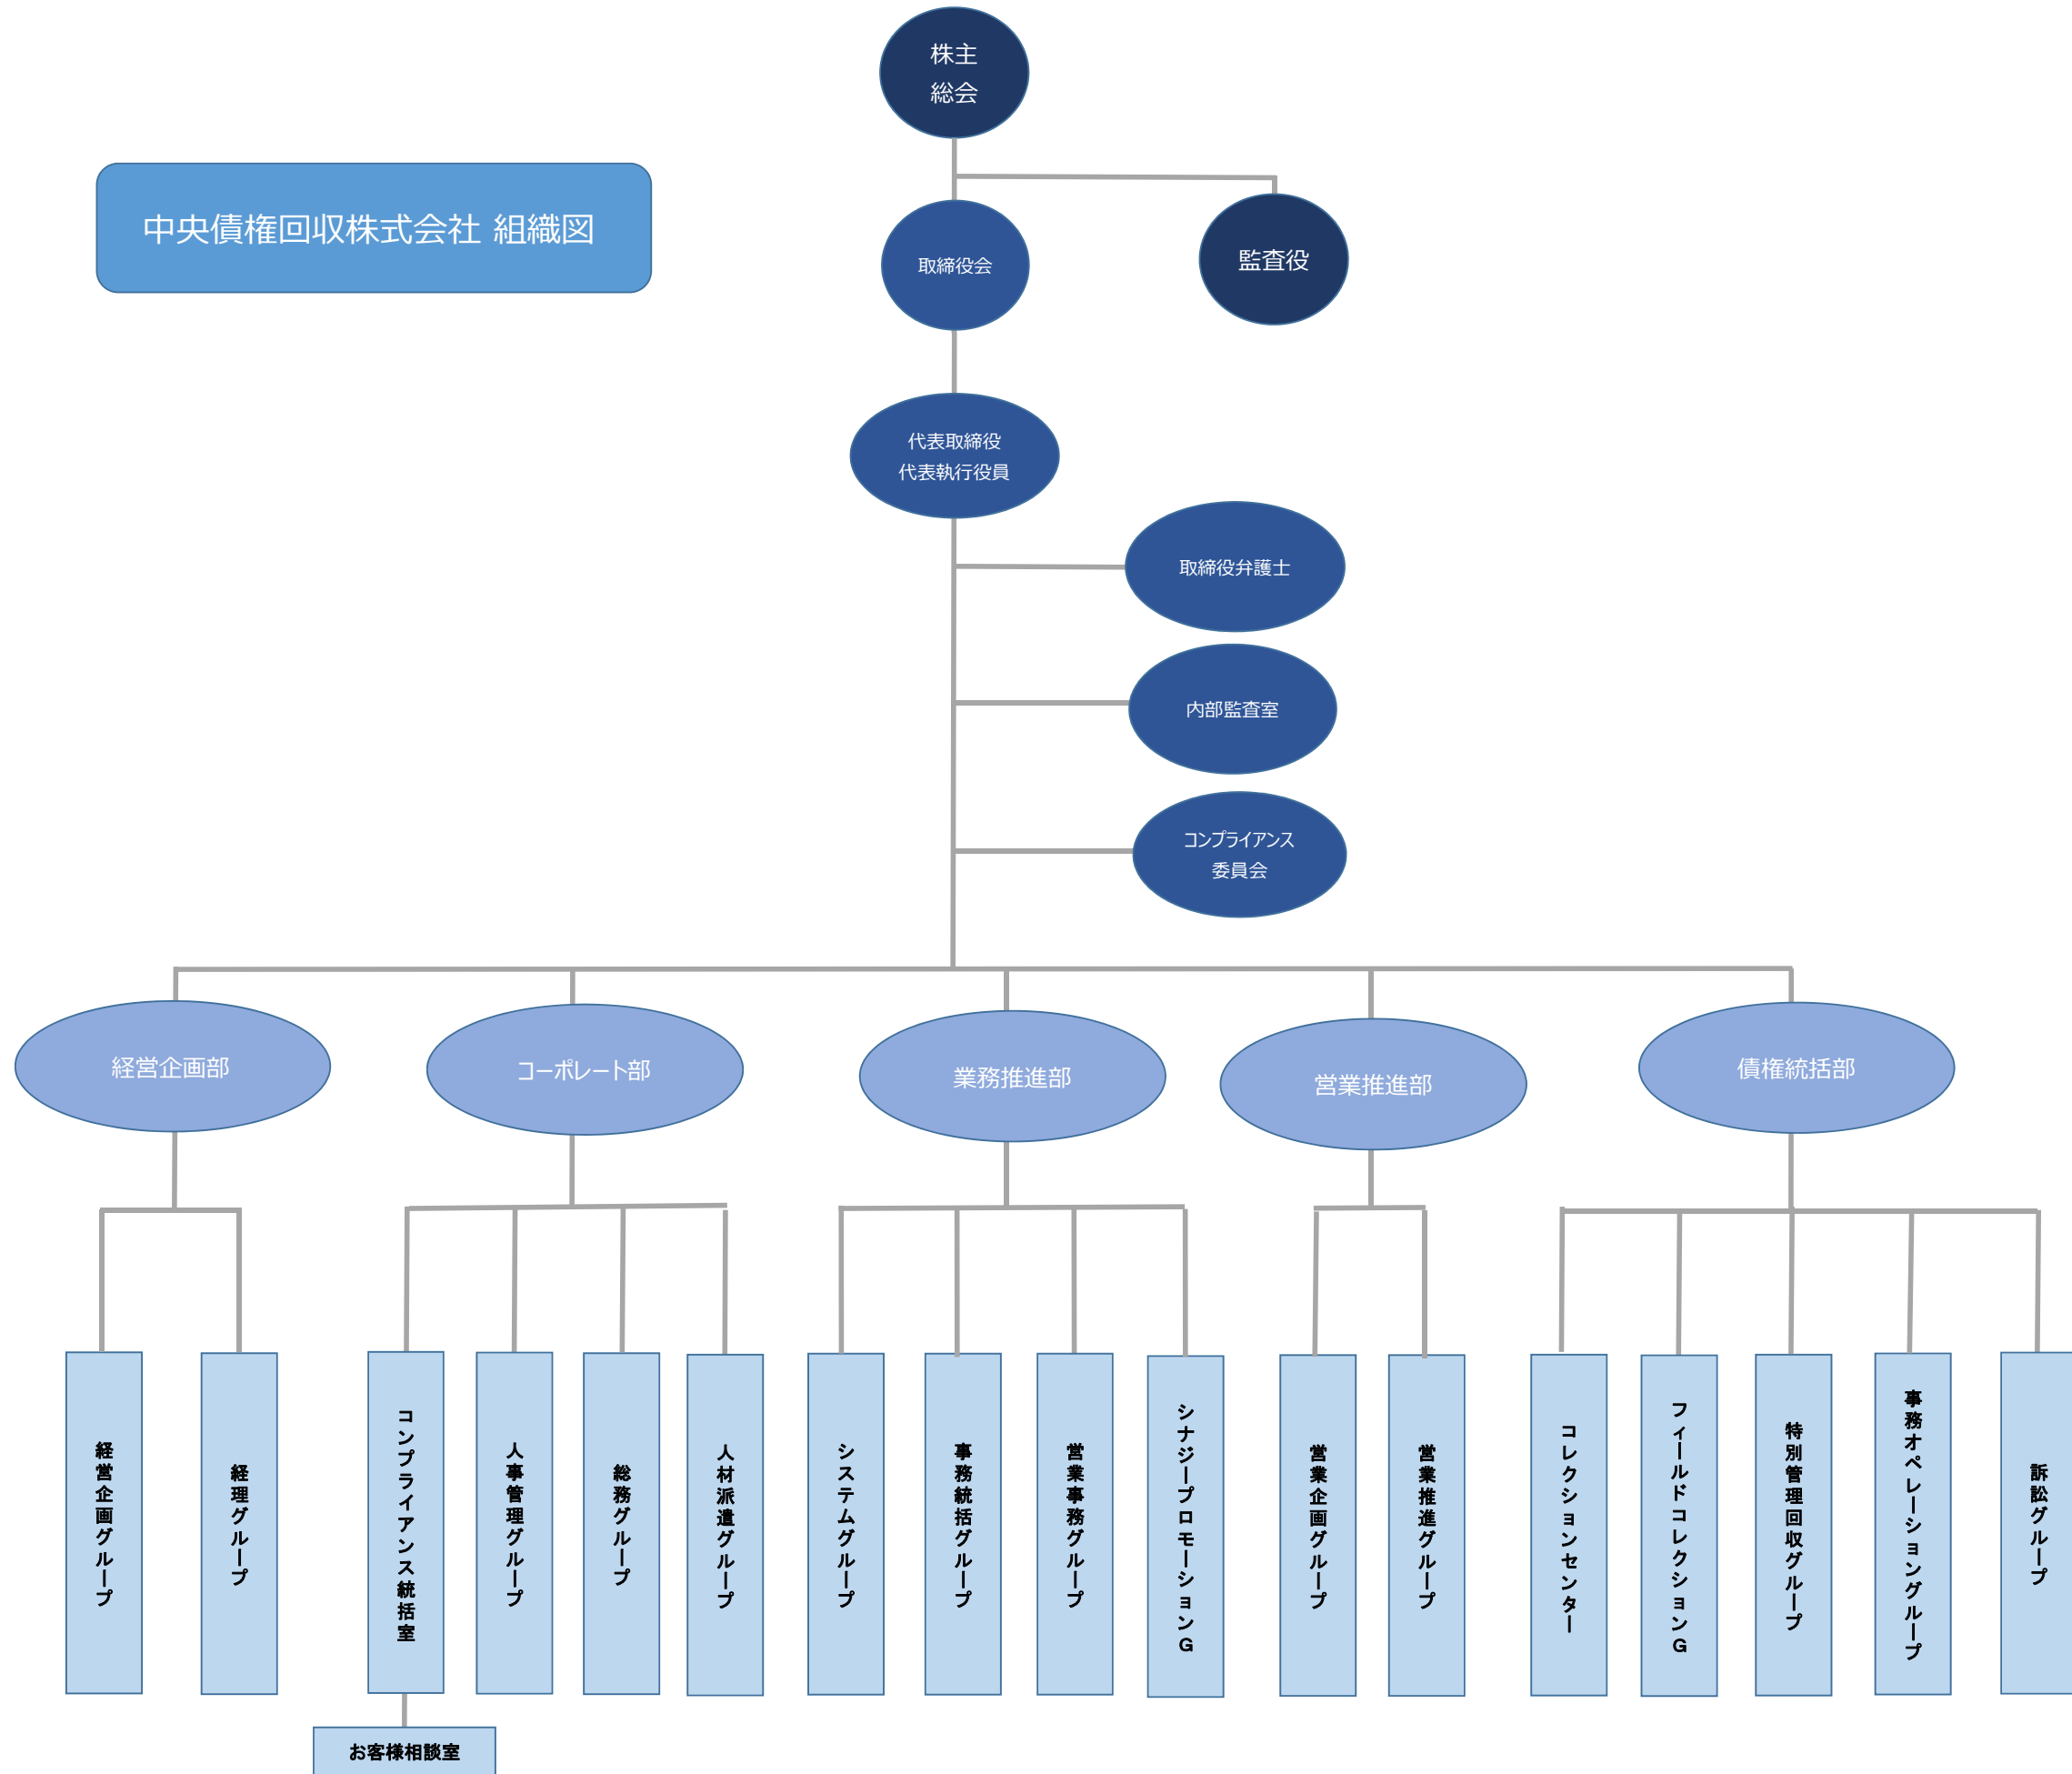 株主
総会
中央債権回収株式会社 組織図
取締役会
監査役
代表取締役
代表執行役員
取締役弁護士
内部監査室
コンプライアンス
委員会
経営企画部
コーポレート部
業務推進部
営業推進部
債権統括部
経営企画グループ
経理グループ
コンプライアンス統括室
人事管理グループ
総務グループ
人材派遣グループ
システムグループ
事務統括グループ
営業事務グループ
シナジープロモーションG
営業企画グループ
営業推進グループ
コレクションセンター
フィールドコレクションG
特別管理回収グループ
事務オペレーショングループ
訴訟グループ
お客様相談室